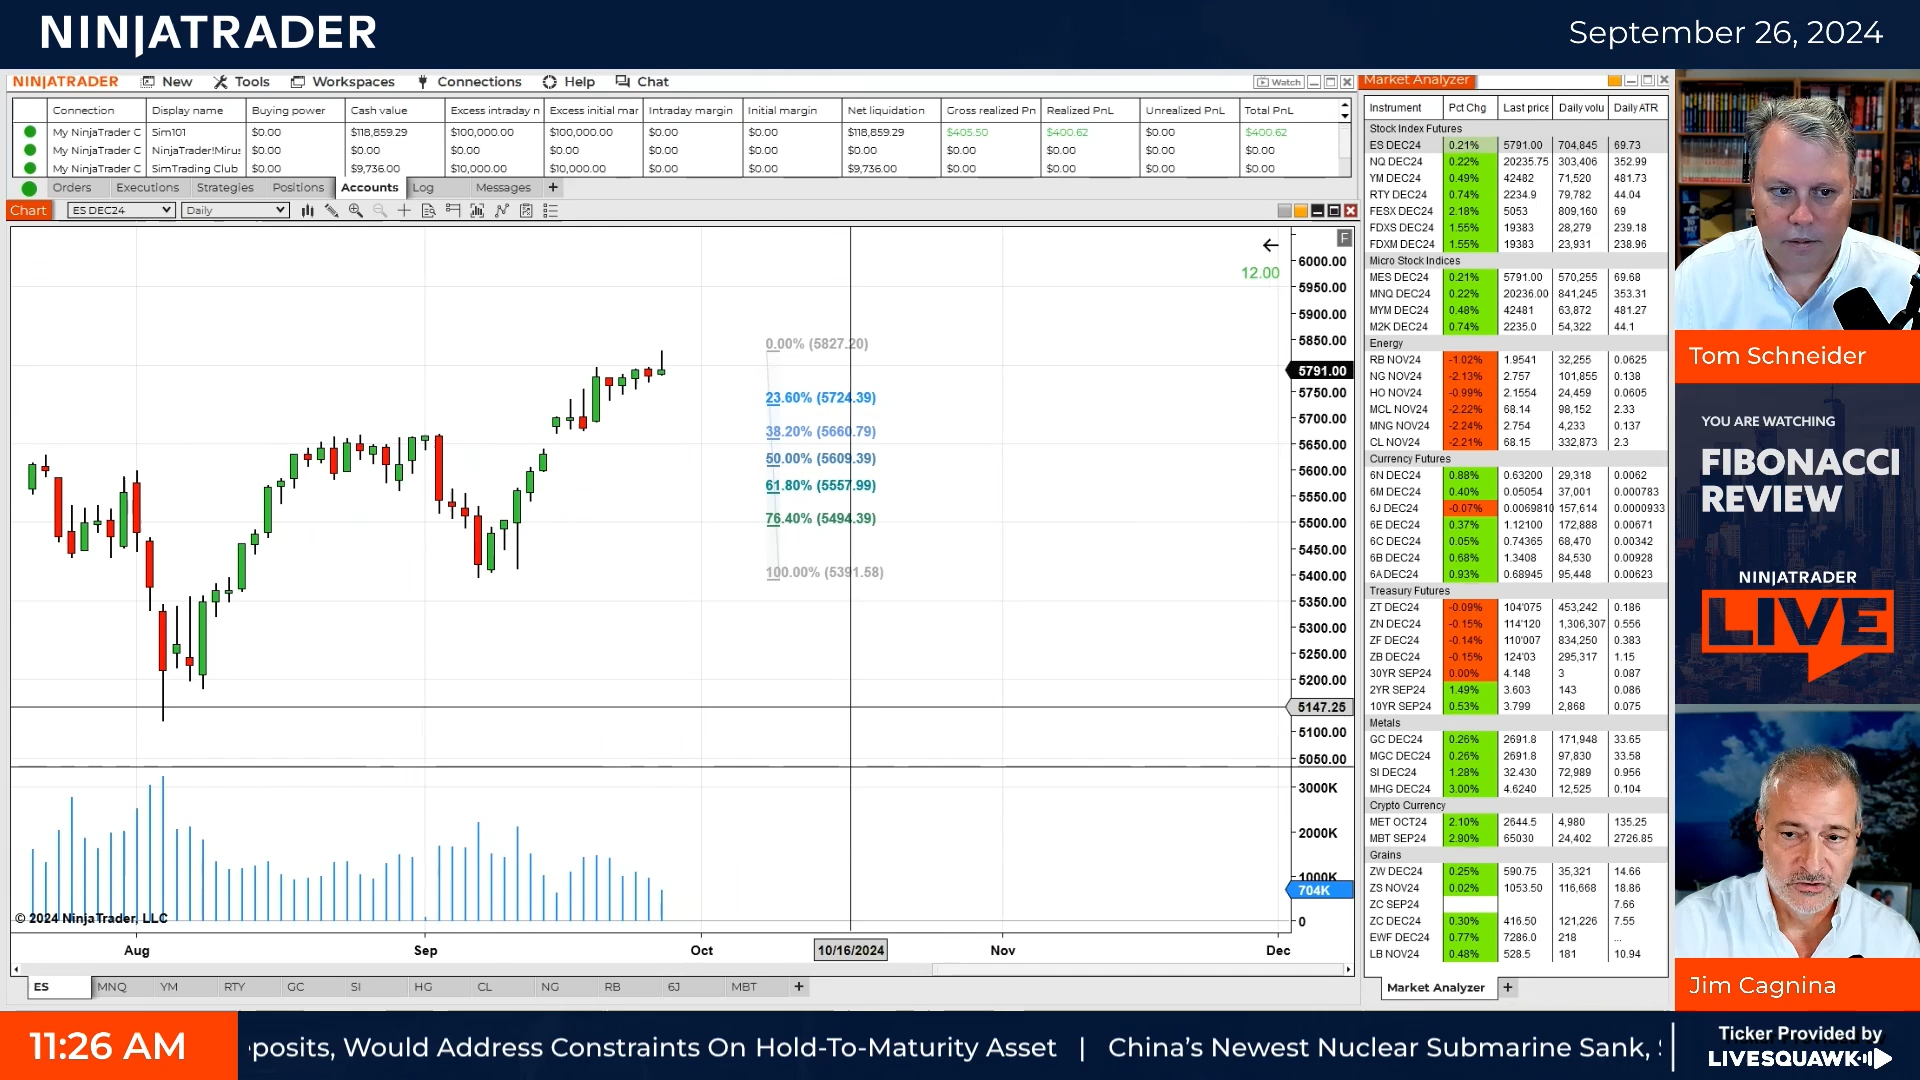 NINJATRADER
September 26, 2024
NINJATRADER New Tools Workspaces Connections Help Chat Watch
Connection Display name Buying power Cash value Excess intraday n Excess initial mar Intraday margin Initial margin Net liquidation Gross realized Pn Realized PnL Unrealized PnL Total PnL
My NinjaTrader C Sim101 $0.00 $118,859.29 $100,000.00 $100,000.00 $0.00 $0.00 $118,859.29 $405.50 $400.62 $0.00 $400.62
My NinjaTrader C NinjaTrader!Mirus $0.00 $0.00 $0.00 $0.00 $0.00 $0.00 $0.00 $0.00 $0.00 $0.00 $0.00
My NinjaTrader C SimTrading Club $0.00 $9,736.00 $10,000.00 $10,000.00 $0.00 $0.00 $9,736.00 $0.00 $0.00 $0.00 $0.00
Orders Executions Strategies Positions Accounts Log Messages +
Chart ES DEC24 Daily
F
12.00
6000.00
5950.00
5900.00
5850.00
5791.00
5750.00
5700.00
5650.00
5600.00
5550.00
5500.00
5450.00
5400.00
5350.00
5300.00
5250.00
5200.00
5147.25
5100.00
5050.00
3000K
2000K
1000K
704K
0
0.00% (5827.20)
23.60% (5724.39)
38.20% (5660.79)
50.00% (5609.39)
61.80% (5557.99)
76.40% (5494.39)
100.00% (5391.58)
© 2024 NinjaTrader, LLC
Aug Sep Oct 10/16/2024 Nov Dec
ES MNQ YM RTY GC SI HG CL NG RB 6J MBT +
Market Analyzer
Instrument Pct Chg Last price Daily volu Daily ATR
Stock Index Futures
ES DEC24 0.21% 5791.00 704,845 69.73
NQ DEC24 0.22% 20235.75 303,406 352.99
YM DEC24 0.49% 42482 71,520 481.73
RTY DEC24 0.74% 2234.9 79,782 44.04
FESX DEC24 2.18% 5053 809,160 69
FDXS DEC24 1.55% 19383 28,279 239.18
FDXM DEC24 1.55% 19383 23,931 238.96
Micro Stock Indices
MES DEC24 0.21% 5791.00 570,255 69.68
MNQ DEC24 0.22% 20236.00 841,245 353.31
MYM DEC24 0.48% 42481 63,872 481.27
M2K DEC24 0.74% 2235.0 54,322 44.1
Energy
RB NOV24 -1.02% 1.9541 32,255 0.0625
NG NOV24 -2.13% 2.757 101,855 0.138
HO NOV24 -0.99% 2.1554 24,459 0.0605
MCL NOV24 -2.22% 68.14 98,152 2.33
MNG NOV24 -2.24% 2.754 4,233 0.137
CL NOV24 -2.21% 68.15 332,873 2.3
Currency Futures
6N DEC24 0.88% 0.63200 29,318 0.0062
6M DEC24 0.40% 0.05054 37,001 0.000783
6J DEC24 -0.07% 0.0069810 157,614 0.0000933
6E DEC24 0.37% 1.12100 172,888 0.00671
6C DEC24 0.05% 0.74365 68,470 0.00342
6B DEC24 0.68% 1.3408 84,530 0.00928
6A DEC24 0.93% 0.68945 95,448 0.00623
Treasury Futures
ZT DEC24 -0.09% 104'075 453,242 0.186
ZN DEC24 -0.15% 114'120 1,306,307 0.556
ZF DEC24 -0.14% 110'007 834,250 0.383
ZB DEC24 -0.15% 124'03 295,317 1.15
30YR SEP24 0.00% 4.148 3 0.087
2YR SEP24 1.49% 3.603 143 0.086
10YR SEP24 0.53% 3.799 2,868 0.075
Metals
GC DEC24 0.26% 2691.8 171,948 33.65
MGC DEC24 0.26% 2691.8 97,830 33.58
SI DEC24 1.28% 32.430 72,989 0.956
MHG DEC24 3.00% 4.6240 12,525 0.104
Crypto Currency
MET OCT24 2.10% 2644.5 4,980 135.25
MBT SEP24 2.90% 65030 24,402 2726.85
Grains
ZW DEC24 0.25% 590.75 35,321 14.66
ZS NOV24 0.02% 1053.50 116,668 18.86
ZC SEP24 7.66
ZC DEC24 0.30% 416.50 121,226 7.55
EWF DEC24 0.77% 7286.0 218 ...
LB NOV24 0.48% 528.5 181 10.94
Market Analyzer +
Tom Schneider
YOU ARE WATCHING
FIBONACCI
REVIEW
NINJATRADER
LIVE
Jim Cagnina
11:26 AM
posits, Would Address Constraints On Hold-To-Maturity Asset | China's Newest Nuclear Submarine Sank,
Ticker Provided by
LIVESQUAWK